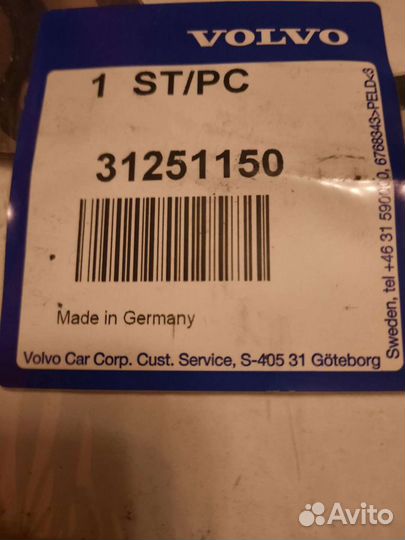 VOLVO
1 ST/PC
31251150
Made in Germany
Volvo Car Corp. Cust. Service, S-405 31 Göteborg
Sweden, tel +46 31 590000, 6768343>PELD<3
Avito